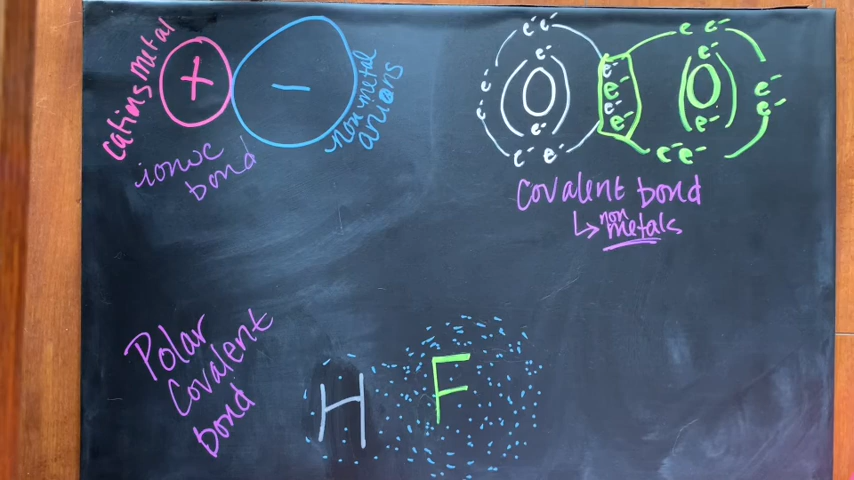 cations metal
+
−
non metal
anions
ionic
bond
e⁻ e⁻
e⁻
e⁻
e⁻
e⁻
e⁻ e⁻
e⁻
e⁻
e⁻
e⁻
e⁻ e⁻
e⁻
e⁻
e⁻
e⁻
e⁻ e⁻
Covalent bond
↳ non
metals
Polar
Covalent
bond
H
F